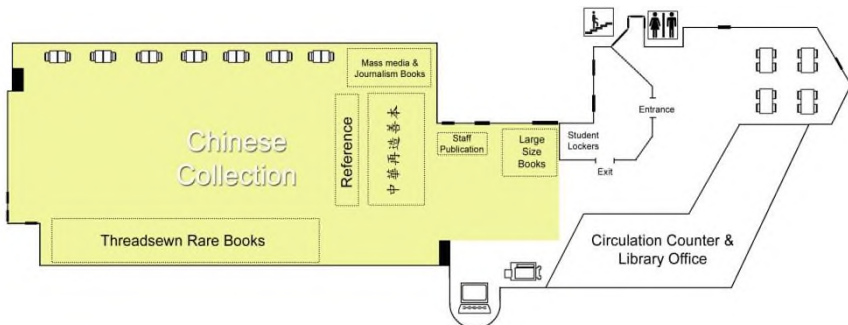 Mass media &
Journalism Books
Entrance
Chinese
Collection
Reference
中華再造善本
Staff
Publication
Large
Size
Books
Student
Lockers
Exit
Threadsewn Rare Books
Circulation Counter &
Library Office